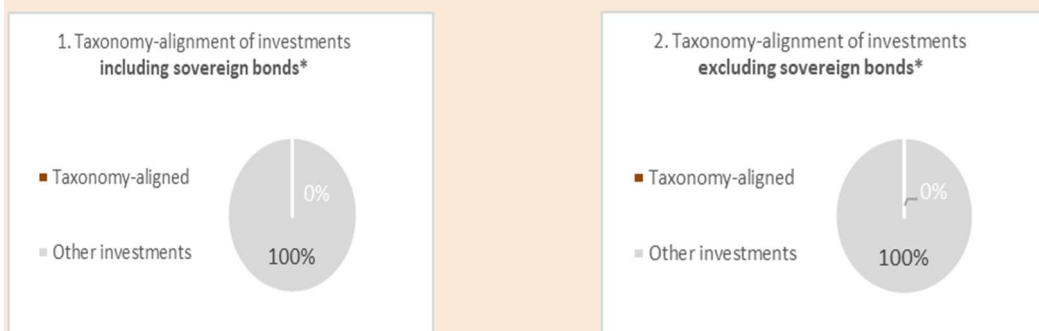 1. Taxonomy-alignment of investments
including sovereign bonds*
Taxonomy-aligned
0%
Other investments
100%
2. Taxonomy-alignment of investments
excluding sovereign bonds*
Taxonomy-aligned
0%
Other investments
100%